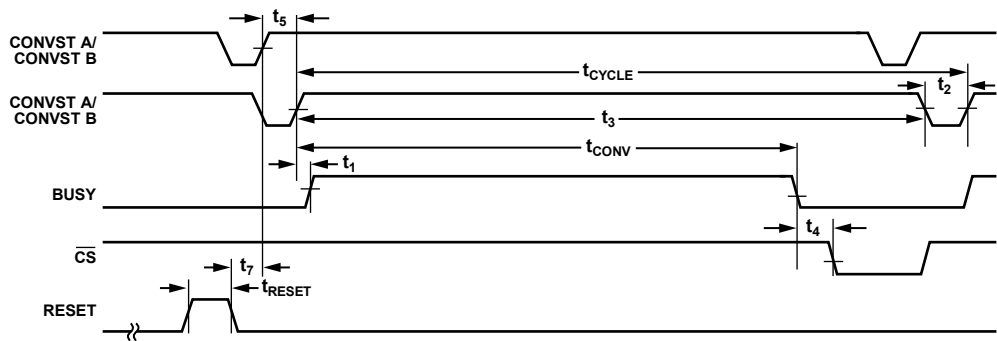 t5
CONVST A/
CONVST B
tCYCLE
t2
CONVST A/
CONVST B
t3
tCONV
t1
BUSY
t4
CS
t7
tRESET
RESET